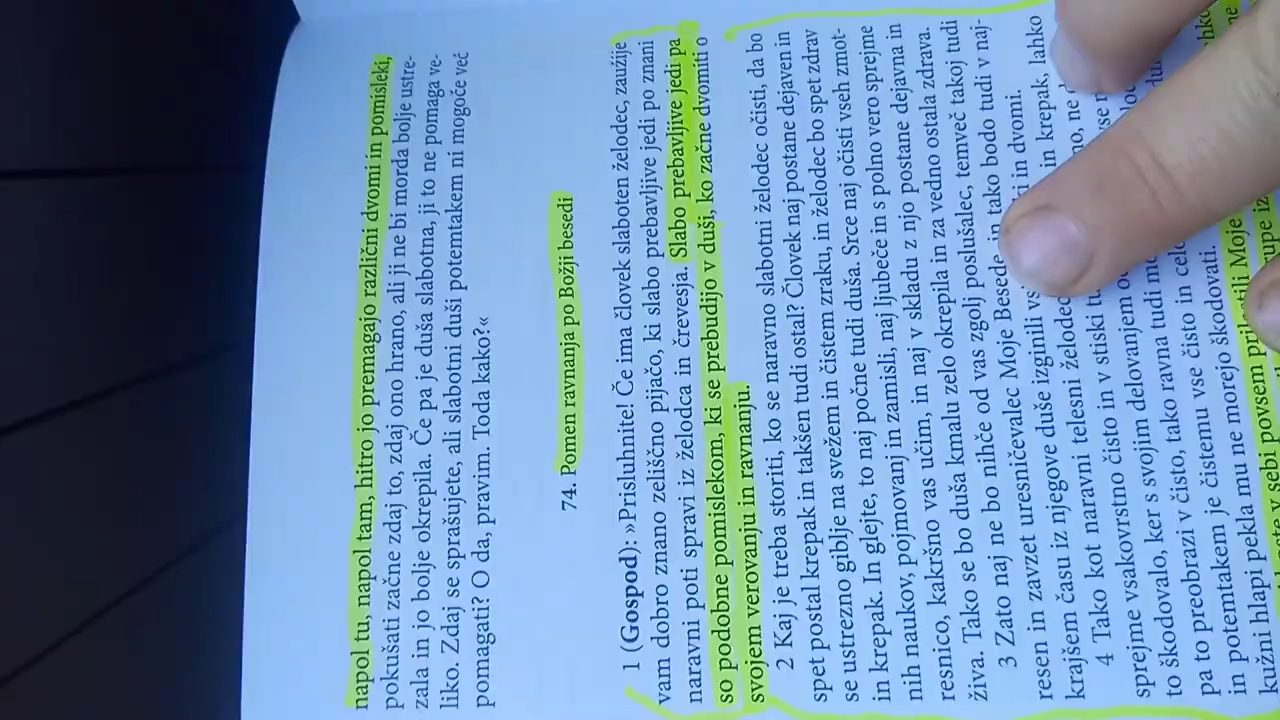 napol tu, napol tam, hitro jo premagajo različni dvomi in pomisleki,
pokušati začne zdaj to, zdaj ono hrano, ali ji ne bi morda bolje ustre-
zala in jo bolje okrepila. Če pa je duša slabotna, ji to ne pomaga ve-
liko. Zdaj se sprašujete, ali slabotni duši potemtakem ni mogoče več
pomagati? O da, pravim. Toda kako?«
74. Pomen ravnanja po Božji besedi
1 (Gospod): »Prisluhnite! Če ima človek slaboten želodec, zaužije
vam dobro znano zeliščno pijačo, ki slabo prebavljive jedi po znani
naravni poti spravi iz želodca in črevesja. Slabo prebavljive jedi pa
so podobne pomislekom, ki se prebudijo v duši, ko začne dvomiti o
svojem verovanju in ravnanju.
2 Kaj je treba storiti, ko se naravno slabotni želodec očisti, da bo
spet postal krepak in takšen tudi ostal? Človek naj postane dejaven in
se ustrezno giblje na svežem in čistem zraku, in želodec bo spet zdrav
in krepak. In glejte, to naj počne tudi duša. Srce naj očisti vseh zmot-
nih naukov, pojmovanj in zamisli, naj ljubeče in s polno vero sprejme
resnico, kakršno vas učim, in naj v skladu z njo postane dejavna in
živa. Tako se bo duša kmalu zelo okrepila in za vedno ostala zdrava.
3 Zato naj ne bo nihče od vas zgolj poslušalec, temveč takoj tudi
resen in zavzet uresničevalec Moje Besede in tako bodo tudi v naj-
krajšem času iz njegove duše izginili in dvomi.
4 Tako kot naravni telesni želodec in krepak, lahko
sprejme vsakovrstno čisto in v stiski ne
to škodovalo, ker s svojim delovanjem
pa to preobrazi v čisto, tako ravna tudi
in potemtakem je čistemu vse čisto in
kužni hlapi pekla mu ne morejo škodovati.
v sebi povsem Moje